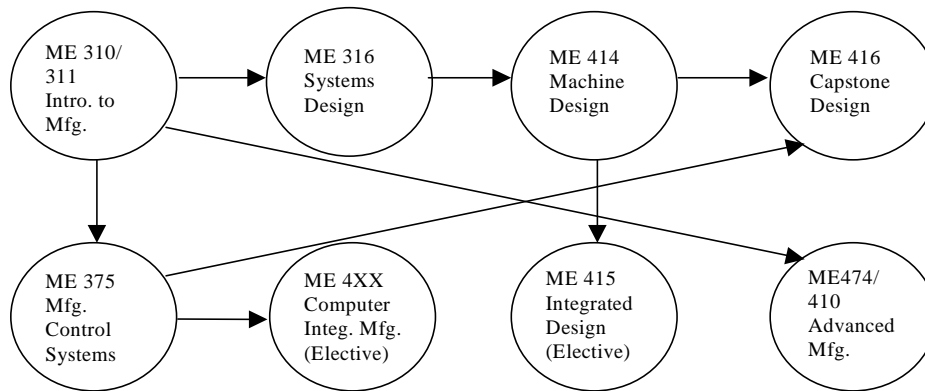 ME 310/
311
Intro. to
Mfg.
ME 316
Systems
Design
ME 414
Machine
Design
ME 416
Capstone
Design
ME 375
Mfg.
Control
Systems
ME 4XX
Computer
Integ. Mfg.
(Elective)
ME 415
Integrated
Design
(Elective)
ME474/
410
Advanced
Mfg.